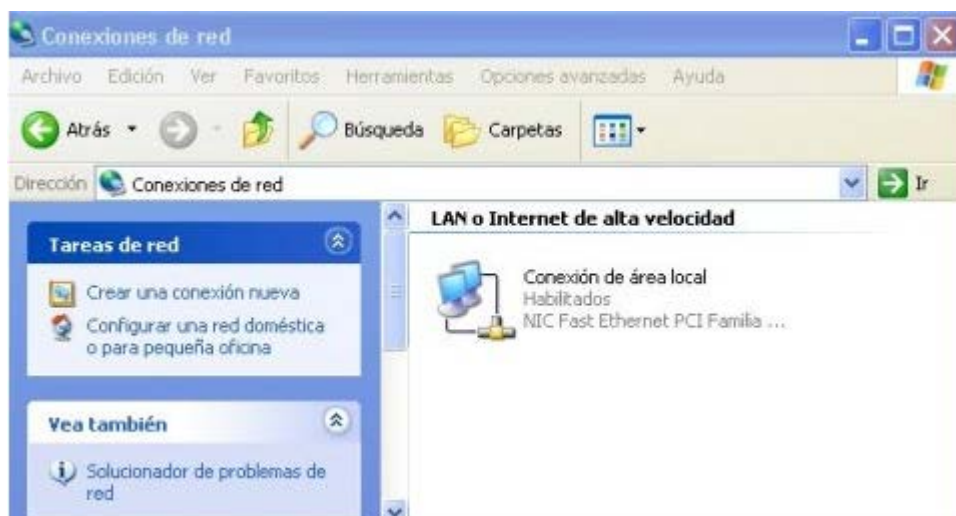 Conexiones de red
Archivo Edición Ver Favoritos Herramientas Opciones avanzadas Ayuda
Atrás Búsqueda Carpetas
Dirección Conexiones de red Ir
Tareas de red
Crear una conexión nueva
Configurar una red doméstica
o para pequeña oficina
Vea también
Solucionador de problemas de
red
LAN o Internet de alta velocidad
Conexión de área local
Habilitados
NIC Fast Ethernet PCI Familia ...